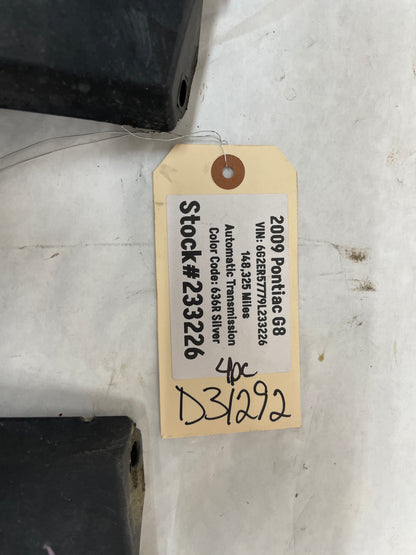 2009 Pontiac G8
VIN: 6G2ER57779L233226
148,325 Miles
Automatic Transmission
Color Code: 636R Silver
Stock#233226
4pc
D31292